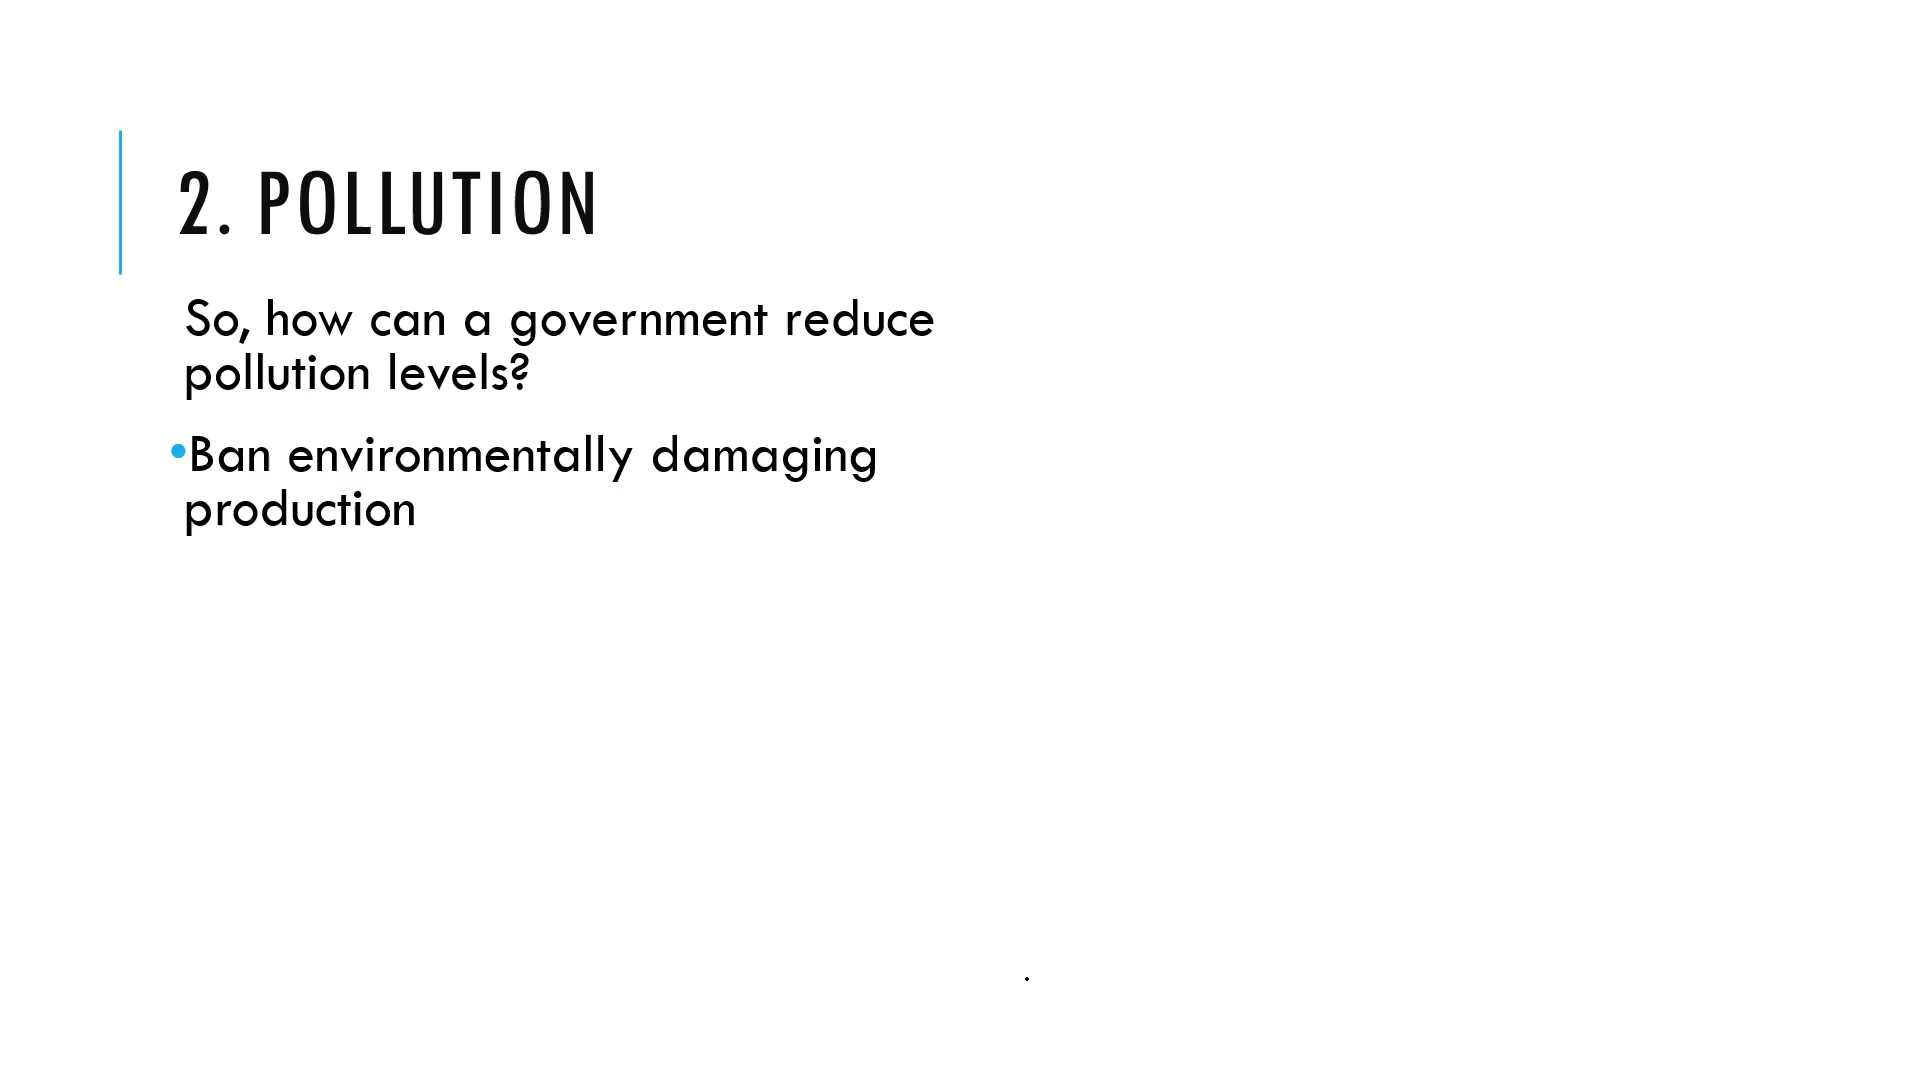 2. POLLUTION
So, how can a government reduce
pollution levels?
•Ban environmentally damaging
production
.